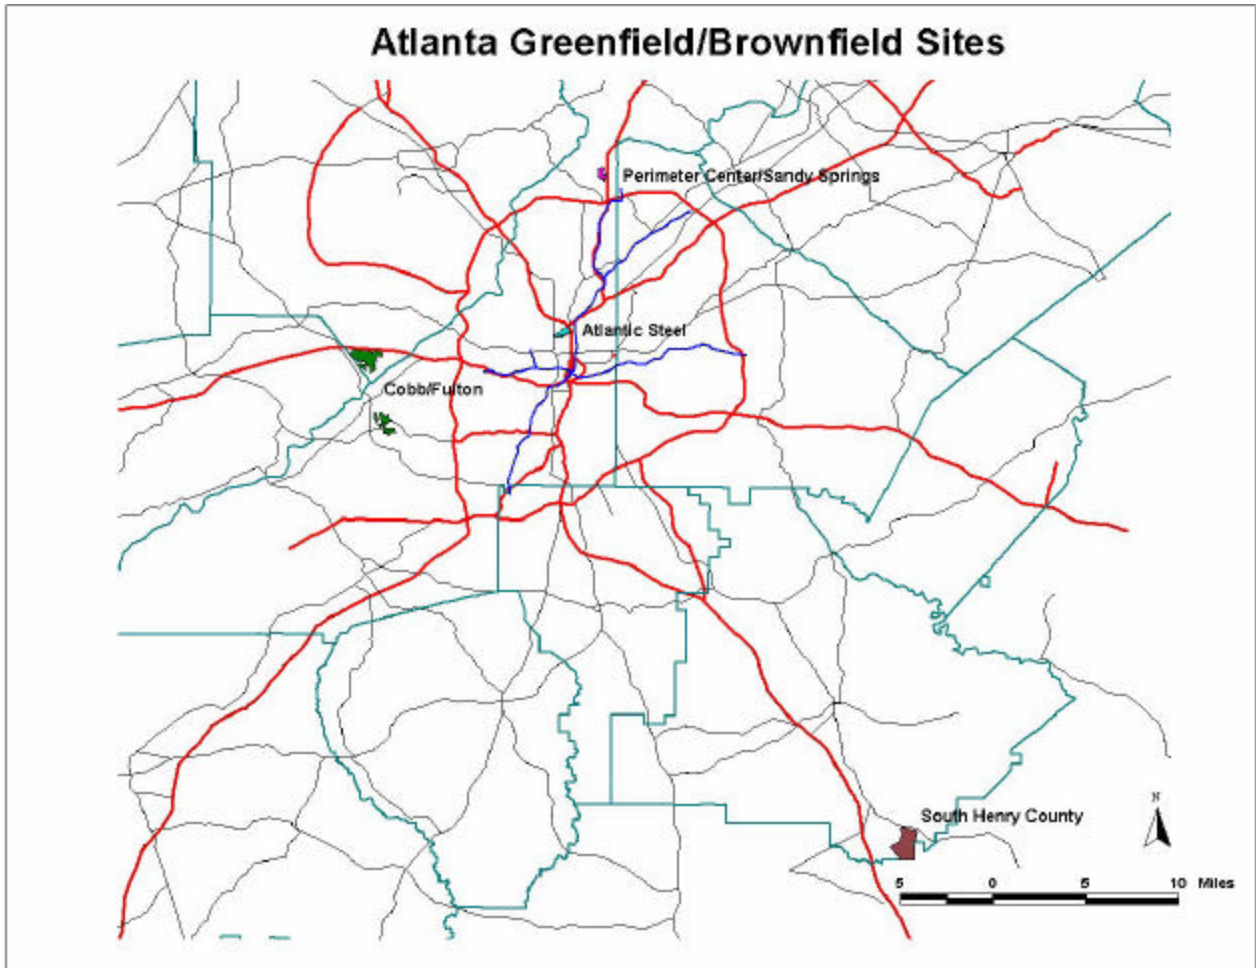 Atlanta Greenfield/Brownfield Sites
Perimeter Center/Sandy Springs
Atlantic Steel
Cobb/Fulton
N
South Henry County
5 0 5 10 Miles